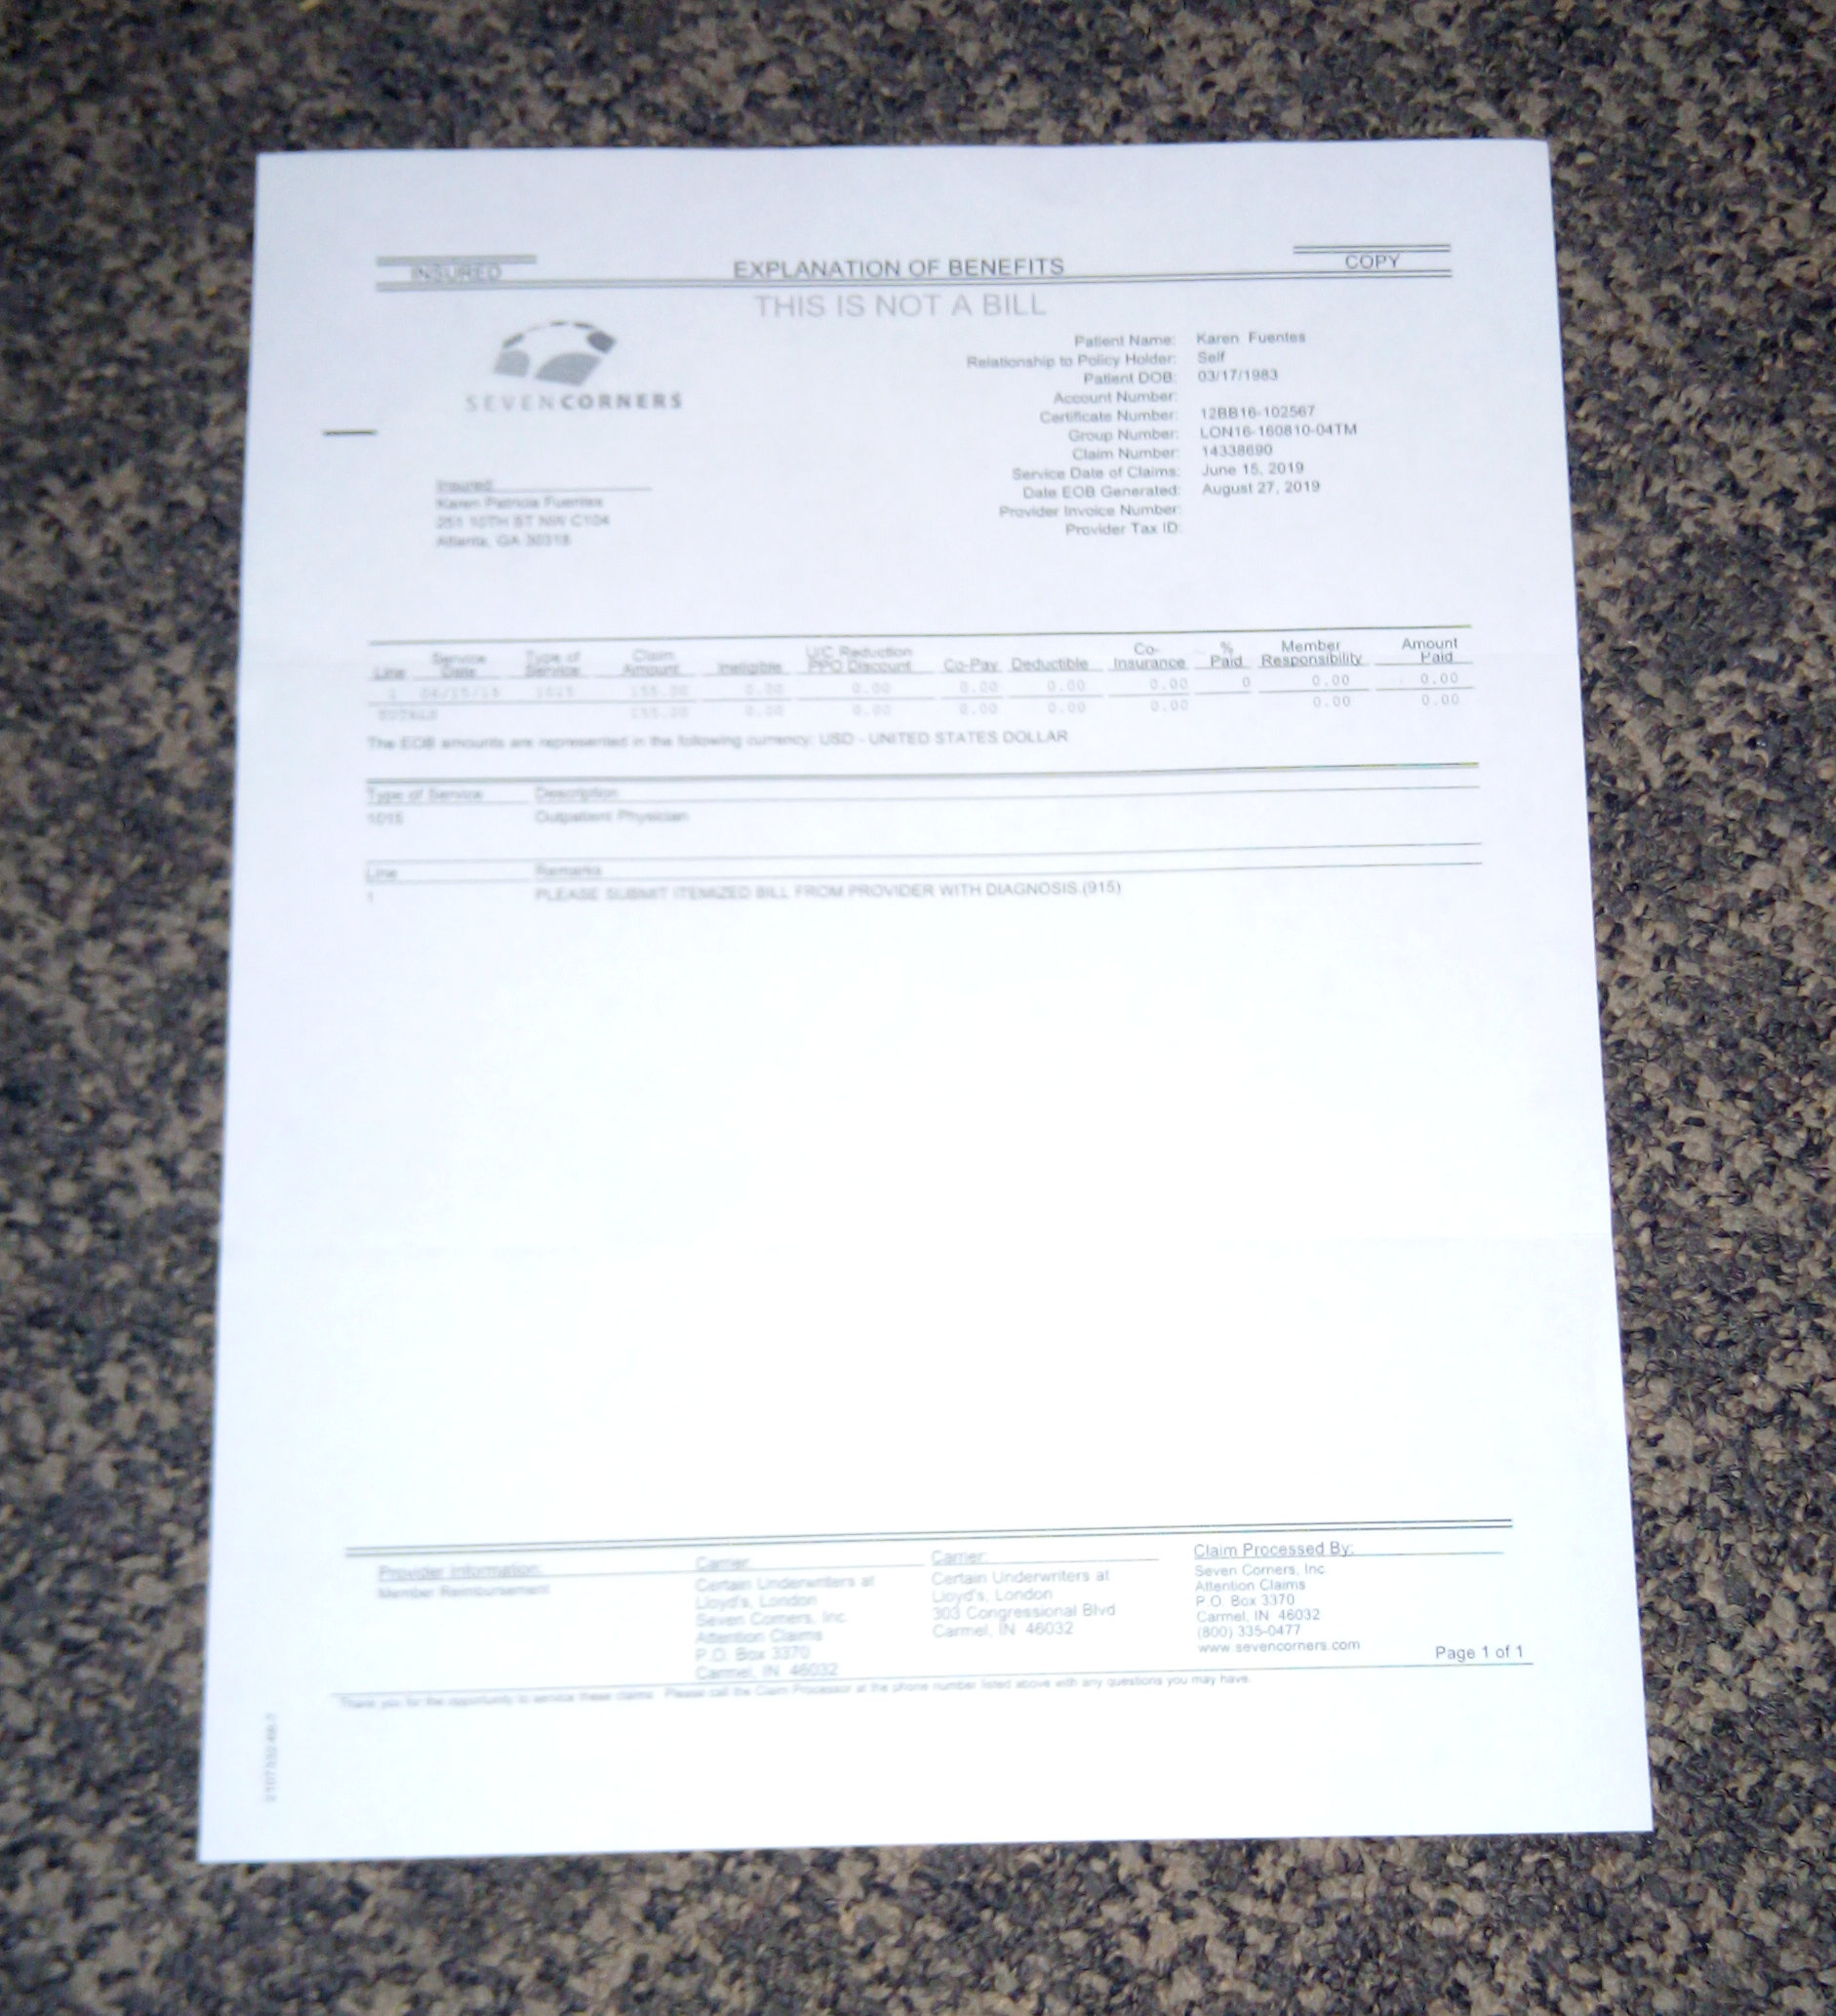 INSURED EXPLANATION OF BENEFITS COPY
THIS IS NOT A BILL
SEVENCORNERS
Patient Name: Karen Fuentes
Relationship to Policy Holder: Self
Patient DOB: 03/17/1983
Account Number:
Certificate Number: 12BB16-102567
Group Number: LON16-160810-04TM
Claim Number: 14338690
Service Date of Claims: June 15, 2019
Date EOB Generated: August 27, 2019
Provider Invoice Number:
Provider Tax ID:
Insured:
Karen Patricia Fuentes
251 10TH ST NW C104
Atlanta, GA 30318
Line Service Date Type of Service Claim Amount Ineligible U/C Reduction PPO Discount Co-Pay Deductible Co-Insurance % Paid Member Responsibility Amount Paid
1 1015 155.00 0.00 0.00 0.00 0.00 0.00 0 0.00 0.00
TOTALS 155.00 0.00 0.00 0.00 0.00 0.00 0.00 0.00
The EOB amounts are represented in the following currency: USD - UNITED STATES DOLLAR
Type of Service Description
1015 Outpatient Physician
Line Remarks
1 PLEASE SUBMIT ITEMIZED BILL FROM PROVIDER WITH DIAGNOSIS.(915)
Provider Information:
Member Reimbursement
Carrier:
Certain Underwriters at
Lloyd's, London
Seven Corners, Inc.
Attention Claims
P.O. Box 3370
Carmel, IN 46032
Carrier:
Certain Underwriters at
Lloyd's, London
303 Congressional Blvd
Carmel, IN 46032
Claim Processed By:
Seven Corners, Inc
Attention Claims
P.O. Box 3370
Carmel, IN 46032
(800) 335-0477
www.sevencorners.com
Page 1 of 1
Thank you for the opportunity to service these claims. Please call the Claim Processor at the phone number listed above with any questions you may have.